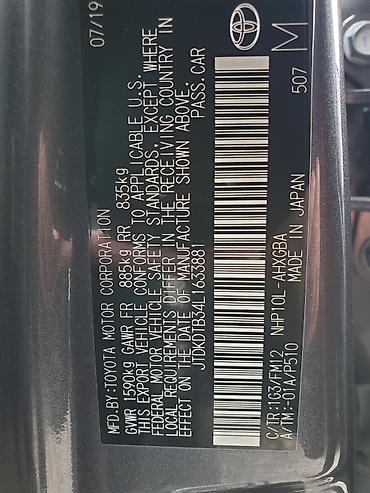 MFD.BY:TOYOTA MOTOR CORPORATION 07/19
GVWR 1590kg GAWR FR 885kg RR 835kg
THIS EXPORT VEHICLE CONFORMS TO APPLICABLE U.S.
FEDERAL MOTOR VEHICLE SAFETY STANDARDS, EXCEPT WHERE
LOCAL REQUIREMENTS DIFFER IN THE RECEIVING COUNTRY IN
EFFECT ON THE DATE OF MANUFACTURE SHOWN ABOVE.
JTDKDTB34L1633881 PASS.CAR
C/TR:1G3/FM12 NHP10L-AHXGBA
A/TM:-01A/P510 MADE IN JAPAN 507
M